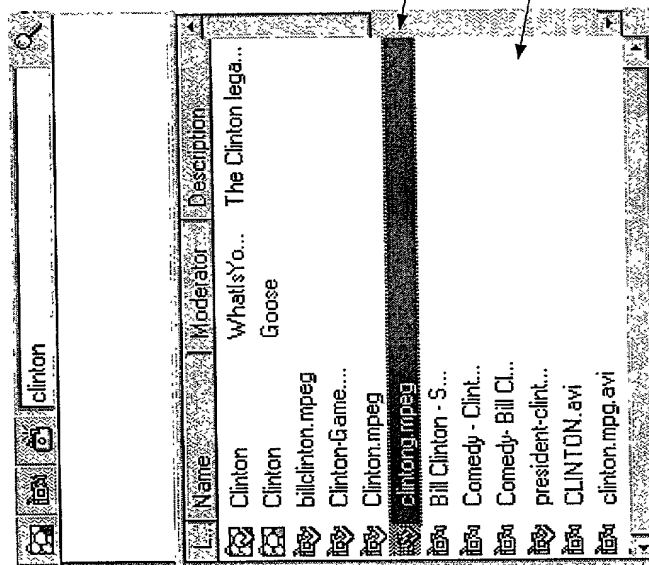 clinton
Name Moderator Description
Clinton WhatIsYo... The Clinton lega...
Clinton Goose
billclinton.mpeg
Clinton-Game....
Clinton.mpeg
clintong.mpeg
Bill Clinton - S...
Comedy - Clint...
Comedy- Bill Cl...
president-clint...
CLINTON.avi
clinton.mpg.avi